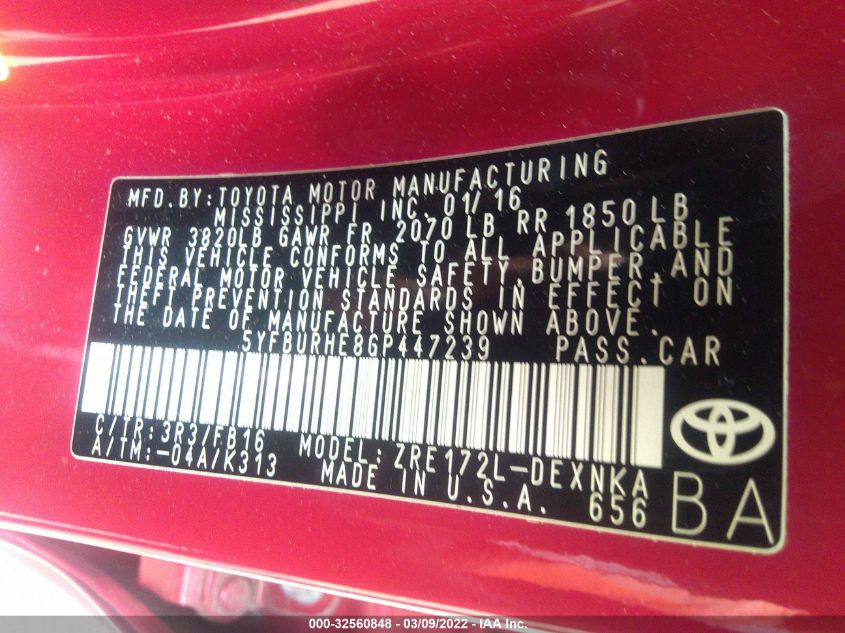 MFD.BY:TOYOTA MOTOR MANUFACTURING
MISSISSIPPI INC.01/16
GVWR 3820LB GAWR FR 2070 LB RR 1850 LB
THIS VEHICLE CONFORMS TO ALL APPLICABLE
FEDERAL MOTOR VEHICLE SAFETY,BUMPER,AND
THEFT PREVENTION STANDARDS IN EFFECT ON
THE DATE OF MANUFACTURE SHOWN ABOVE.
5YFBURHE8GP447239 PASS.CAR
C/TR:3R3/FB16 MODEL:ZRE172L-DEXNKA
A/TM:-04A/K313 MADE IN U.S.A. 656
BA
000-32560848 - 03/09/2022 - IAA Inc.